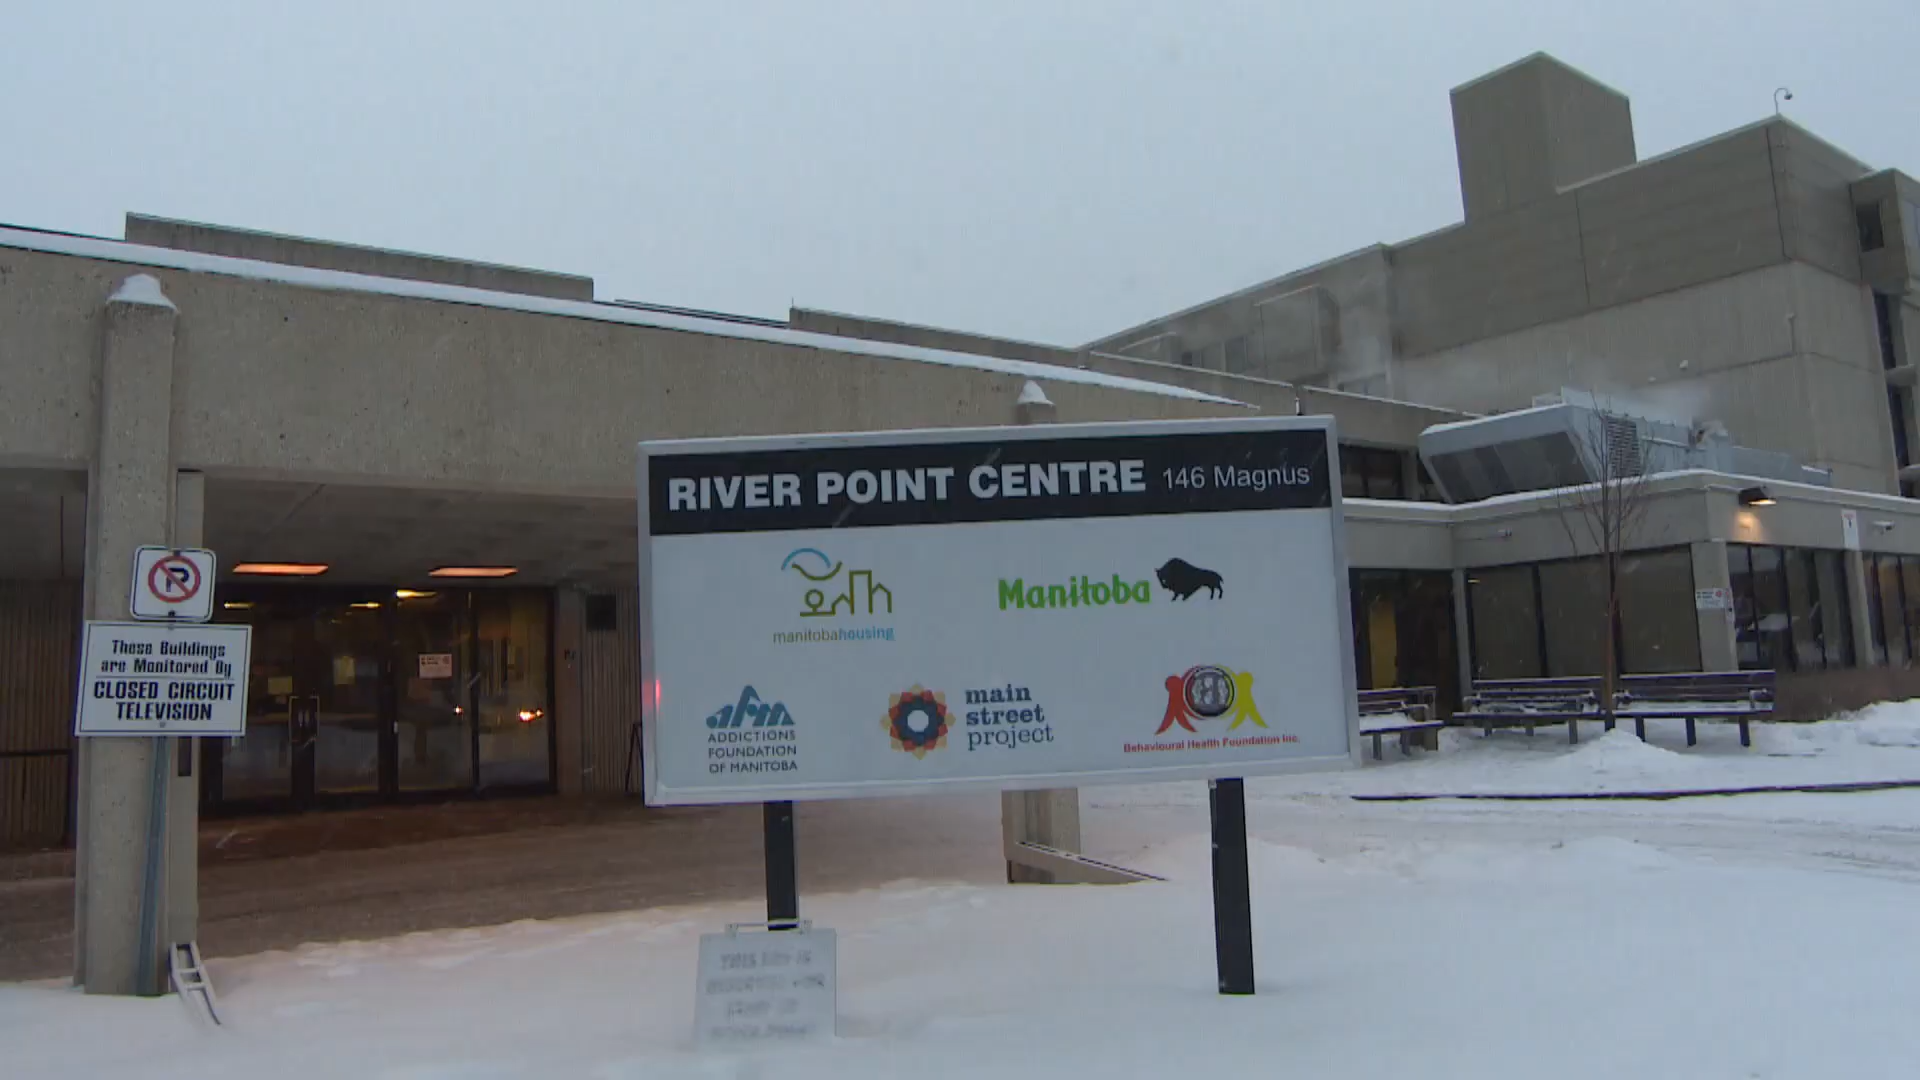 RIVER POINT CENTRE 146 Magnus
manitobahousing
Manitoba
afm
ADDICTIONS
FOUNDATION
OF MANITOBA
main
street
project
Behavioural Health Foundation Inc.
P
These Buildings
are Monitored By
CLOSED CIRCUIT
TELEVISION